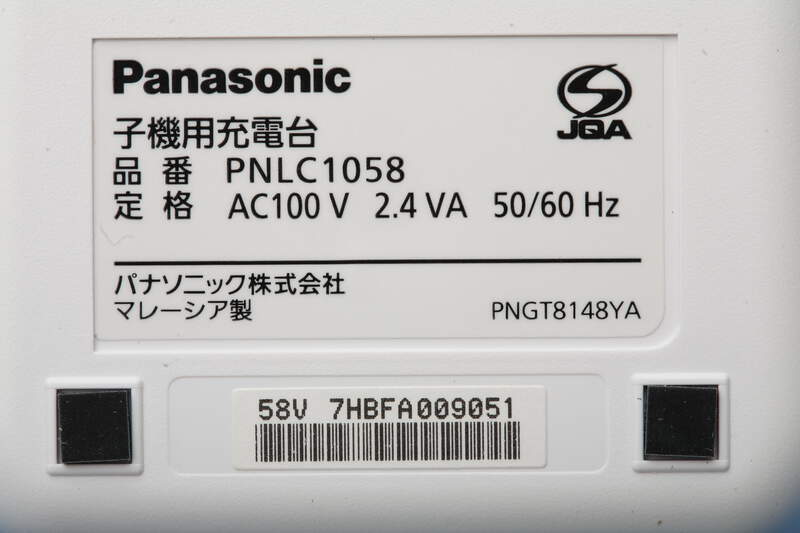 Panasonic
JQA
子機用充電台
品番 PNLC1058
定格 AC100 V 2.4 VA 50/60 Hz
パナソニック株式会社
マレーシア製 PNGT8148YA
58V 7HBFA009051